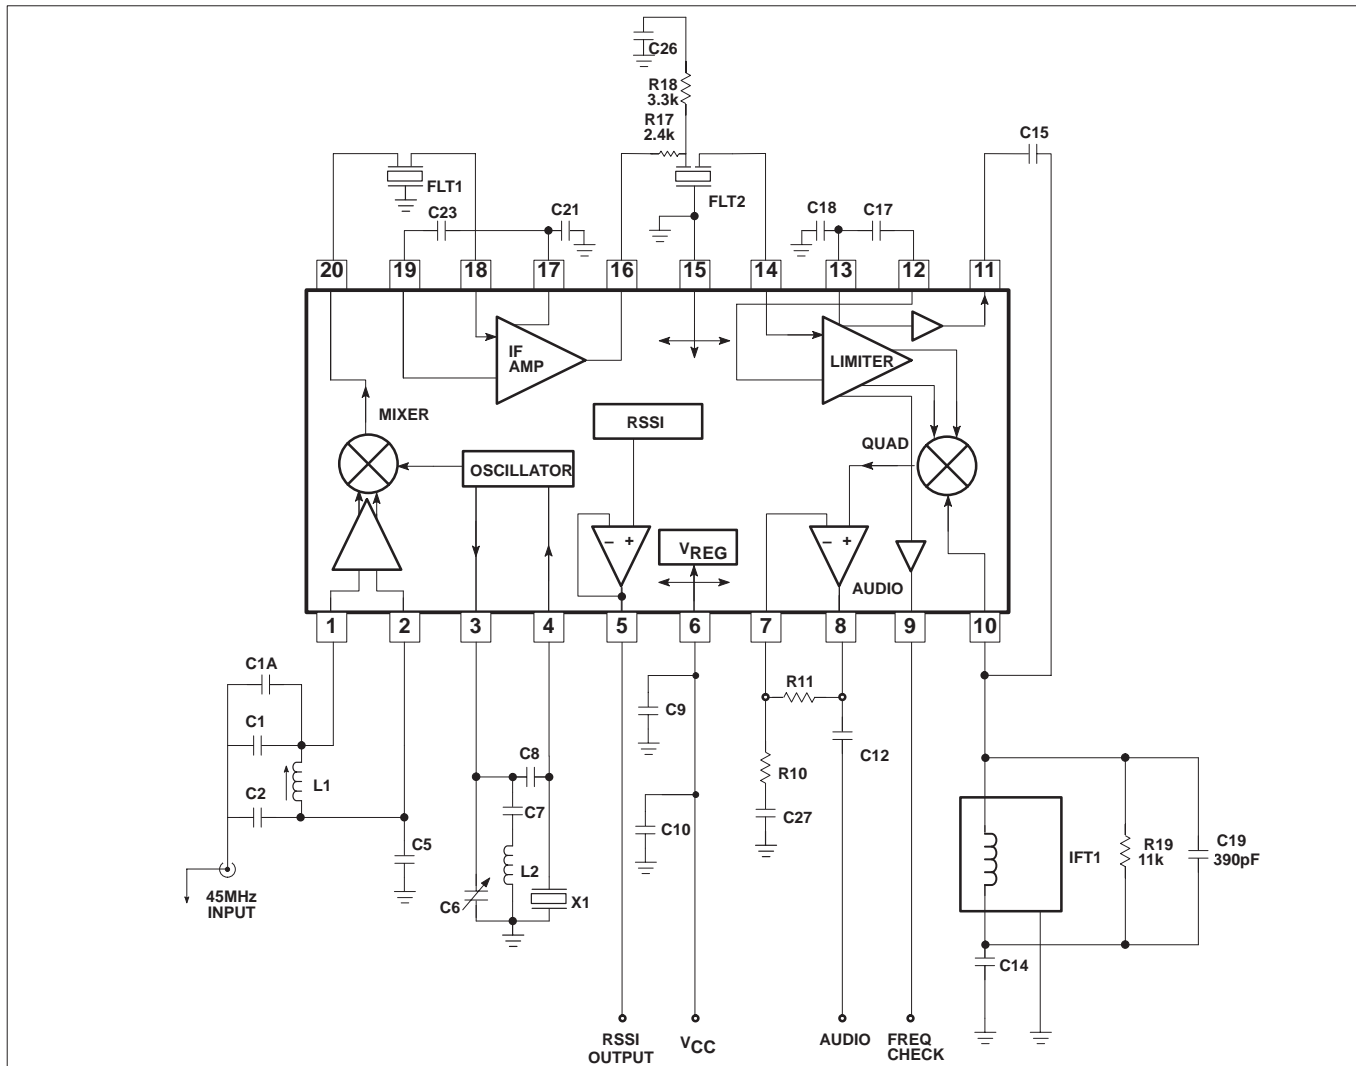 C26
R18
3.3k
R17
2.4k
C15
FLT1
FLT2
C23
C21
C18
C17
20
19
18
17
16
15
14
13
12
11
IF
AMP
LIMITER
MIXER
RSSI
QUAD
OSCILLATOR
– +
VREG
– +
AUDIO
1
2
3
4
5
6
7
8
9
10
C1A
R11
C9
C1
C8
C12
L1
R10
C2
C7
C10
C27
C5
L2
IFT1
R19
11k
C19
390pF
45MHz
INPUT
C6
X1
C14
RSSI
OUTPUT
VCC
AUDIO
FREQ
CHECK